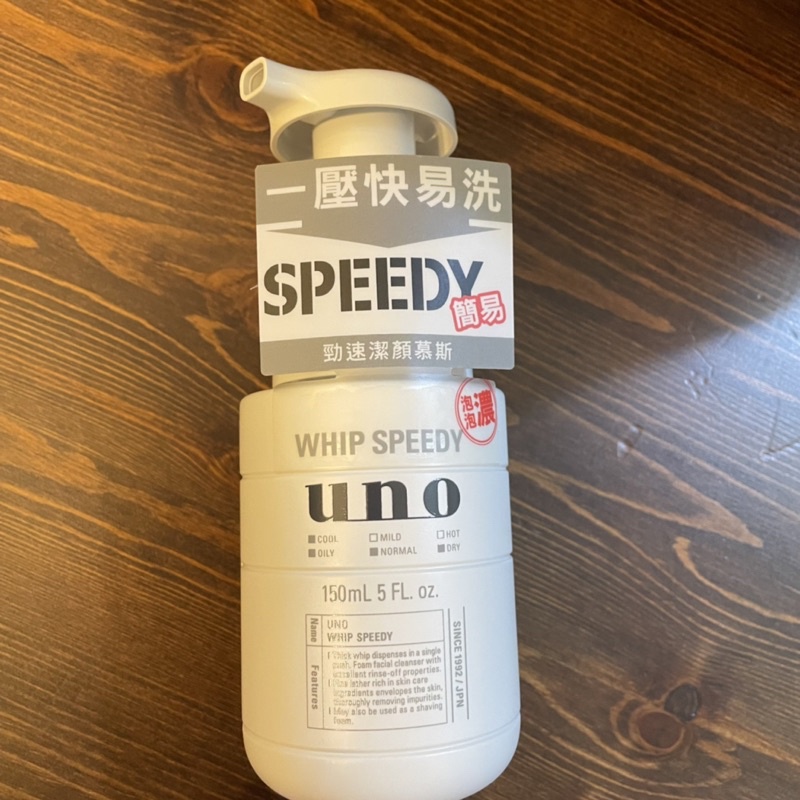 一壓快易洗
SPEEDY
簡易
勁速潔顏慕斯
泡泡濃
WHIP SPEEDY
uno
COOL MILD HOT
OILY NORMAL DRY
150mL 5 FL. oz.
Name
UNO
WHIP SPEEDY
Features
Thick whip dispenses in a single
push. Foam facial cleanser with
excellent rinse-off properties.
Fine lather rich in skin care
ingredients envelopes the skin,
thoroughly removing impurities.
May also be used as a shaving
foam.
SINCE 1992 / JPN